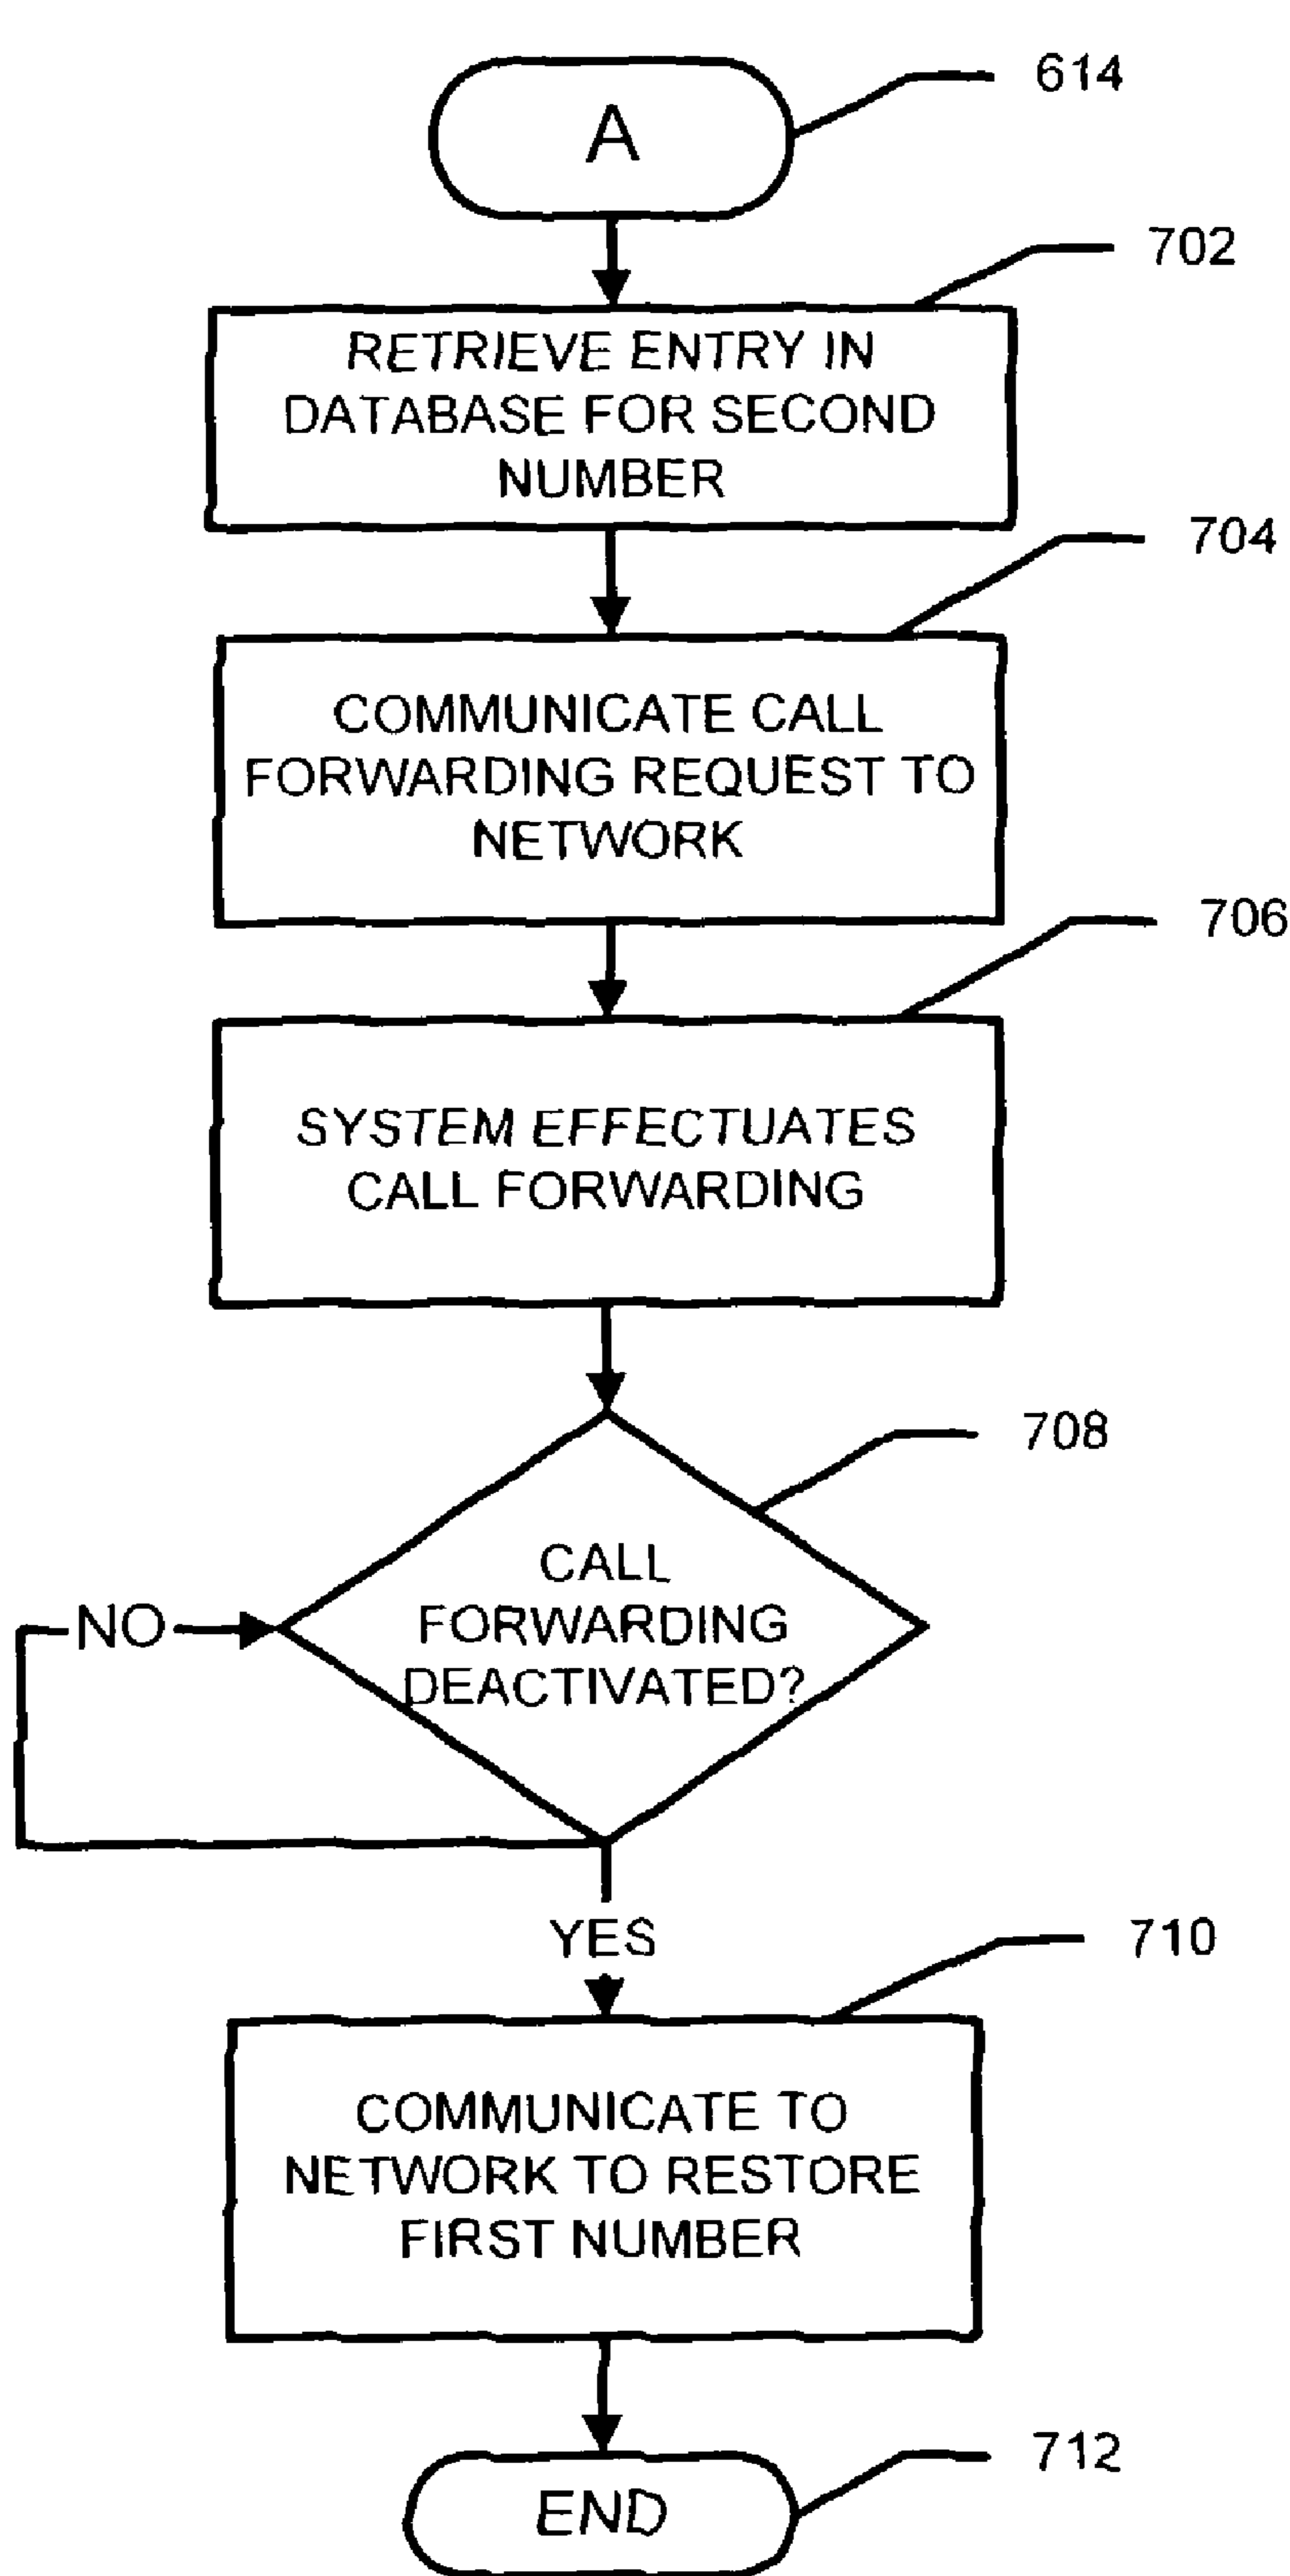 614
A
702
RETRIEVE ENTRY IN
DATABASE FOR SECOND
NUMBER
704
COMMUNICATE CALL
FORWARDING REQUEST TO
NETWORK
706
SYSTEM EFFECTUATES
CALL FORWARDING
708
CALL
FORWARDING
DEACTIVATED?
NO
YES
710
COMMUNICATE TO
NETWORK TO RESTORE
FIRST NUMBER
712
END